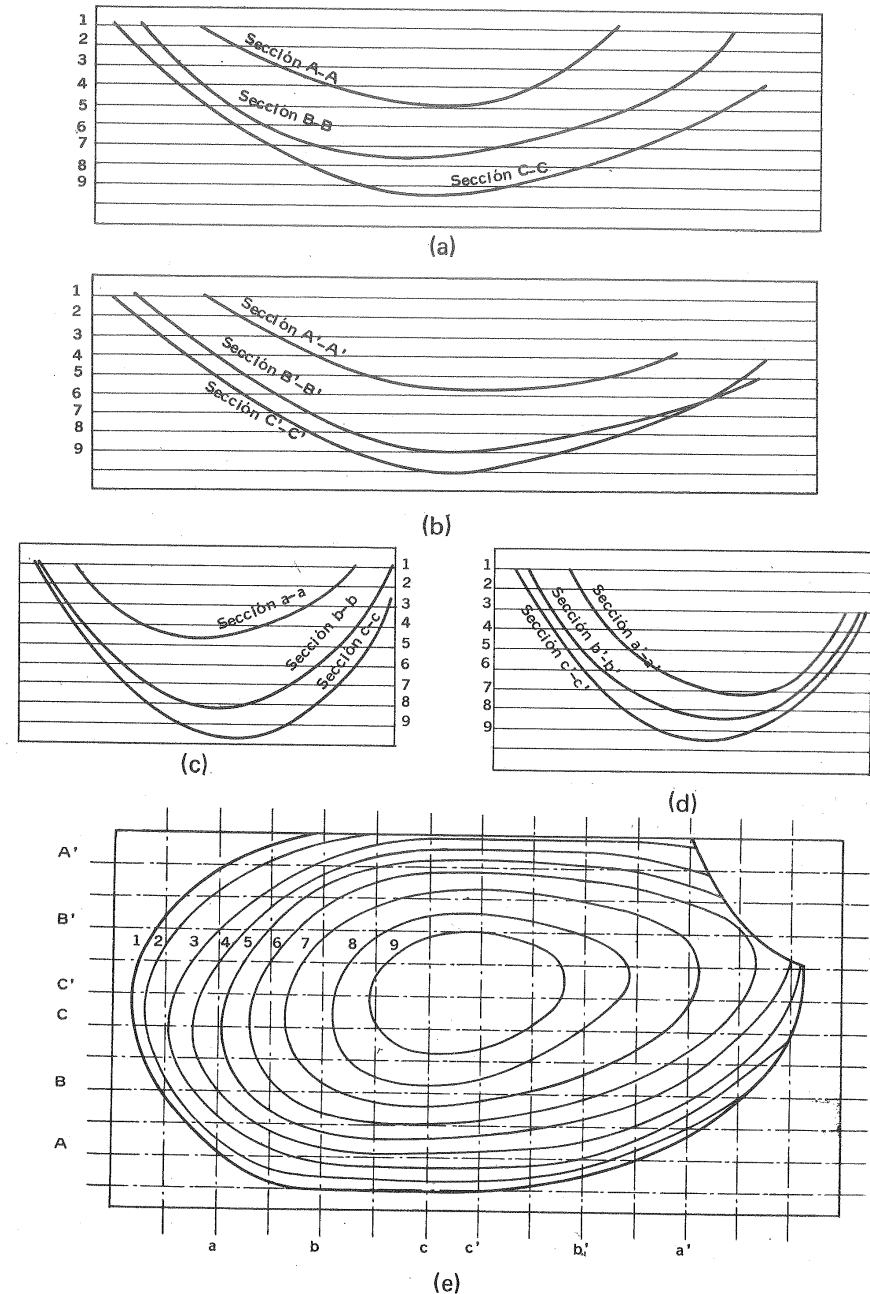 1
2
3
4
5
6
7
8
9
Sección A-A
Sección B-B
Sección C-C
(a)
1
2
3
4
5
6
7
8
9
Sección A'-A'
Sección B'-B'
Sección C'-C'
(b)
Sección a-a
Sección b-b
Sección c-c
1
2
3
4
5
6
7
8
9
(c)
1
2
3
4
5
6
7
8
9
Sección a'-a'
Sección b'-b'
Sección c'-c'
(d)
A'
B'
1 2 3 4 5 6 7 8 9
C'
C
B
A
a b c c' b' a'
(e)